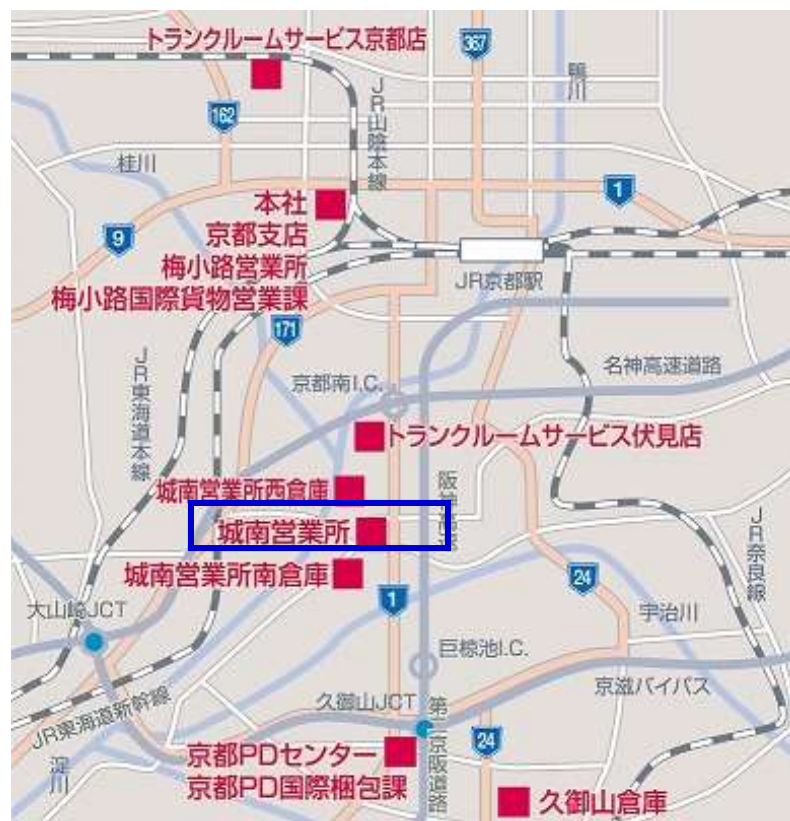 トランクルームサービス京都店
367
鴨川
JR山陰本線
162
桂川
本社
1
京都支店
9
梅小路営業所
JR京都駅
梅小路国際貨物営業課
171
JR東海道本線
名神高速道路
京都南I.C.
トランクルームサービス伏見店
城南営業所西倉庫
阪神高速
城南営業所
JR奈良線
城南営業所南倉庫
24
1
大山崎JCT
宇治川
巨椋池I.C.
京滋バイパス
JR東海道新幹線
久御山JCT
第二京阪道路
24
淀川
京都PDセンター
京都PD国際梱包課
久御山倉庫